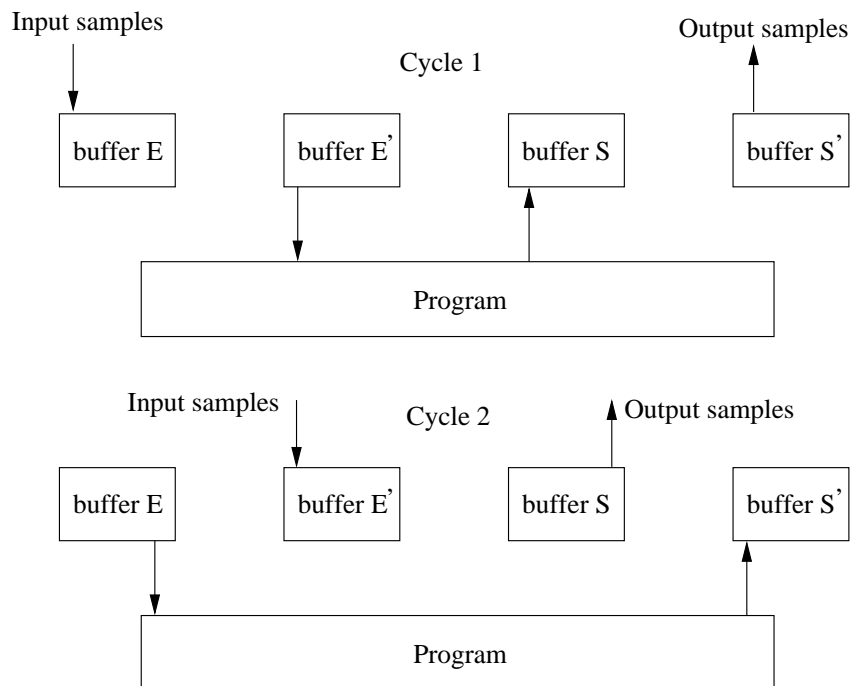 Input samples
Output samples
Cycle 1
buffer E
buffer E'
buffer S
buffer S'
Program
Input samples
Cycle 2
Output samples
buffer E
buffer E'
buffer S
buffer S'
Program